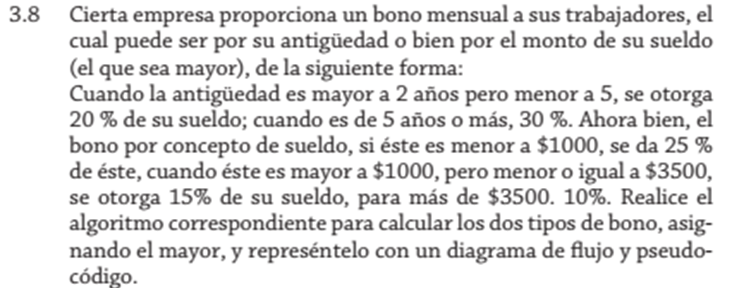 3.8 Cierta empresa proporciona un bono mensual a sus trabajadores, el
cual puede ser por su antigüedad o bien por el monto de su sueldo
(el que sea mayor), de la siguiente forma:
Cuando la antigüedad es mayor a 2 años pero menor a 5, se otorga
20 % de su sueldo; cuando es de 5 años o más, 30 %. Ahora bien, el
bono por concepto de sueldo, si éste es menor a $1000, se da 25 %
de éste, cuando éste es mayor a $1000, pero menor o igual a $3500,
se otorga 15% de su sueldo, para más de $3500. 10%. Realice el
algoritmo correspondiente para calcular los dos tipos de bono, asig-
nando el mayor, y represéntelo con un diagrama de flujo y pseudo-
código.